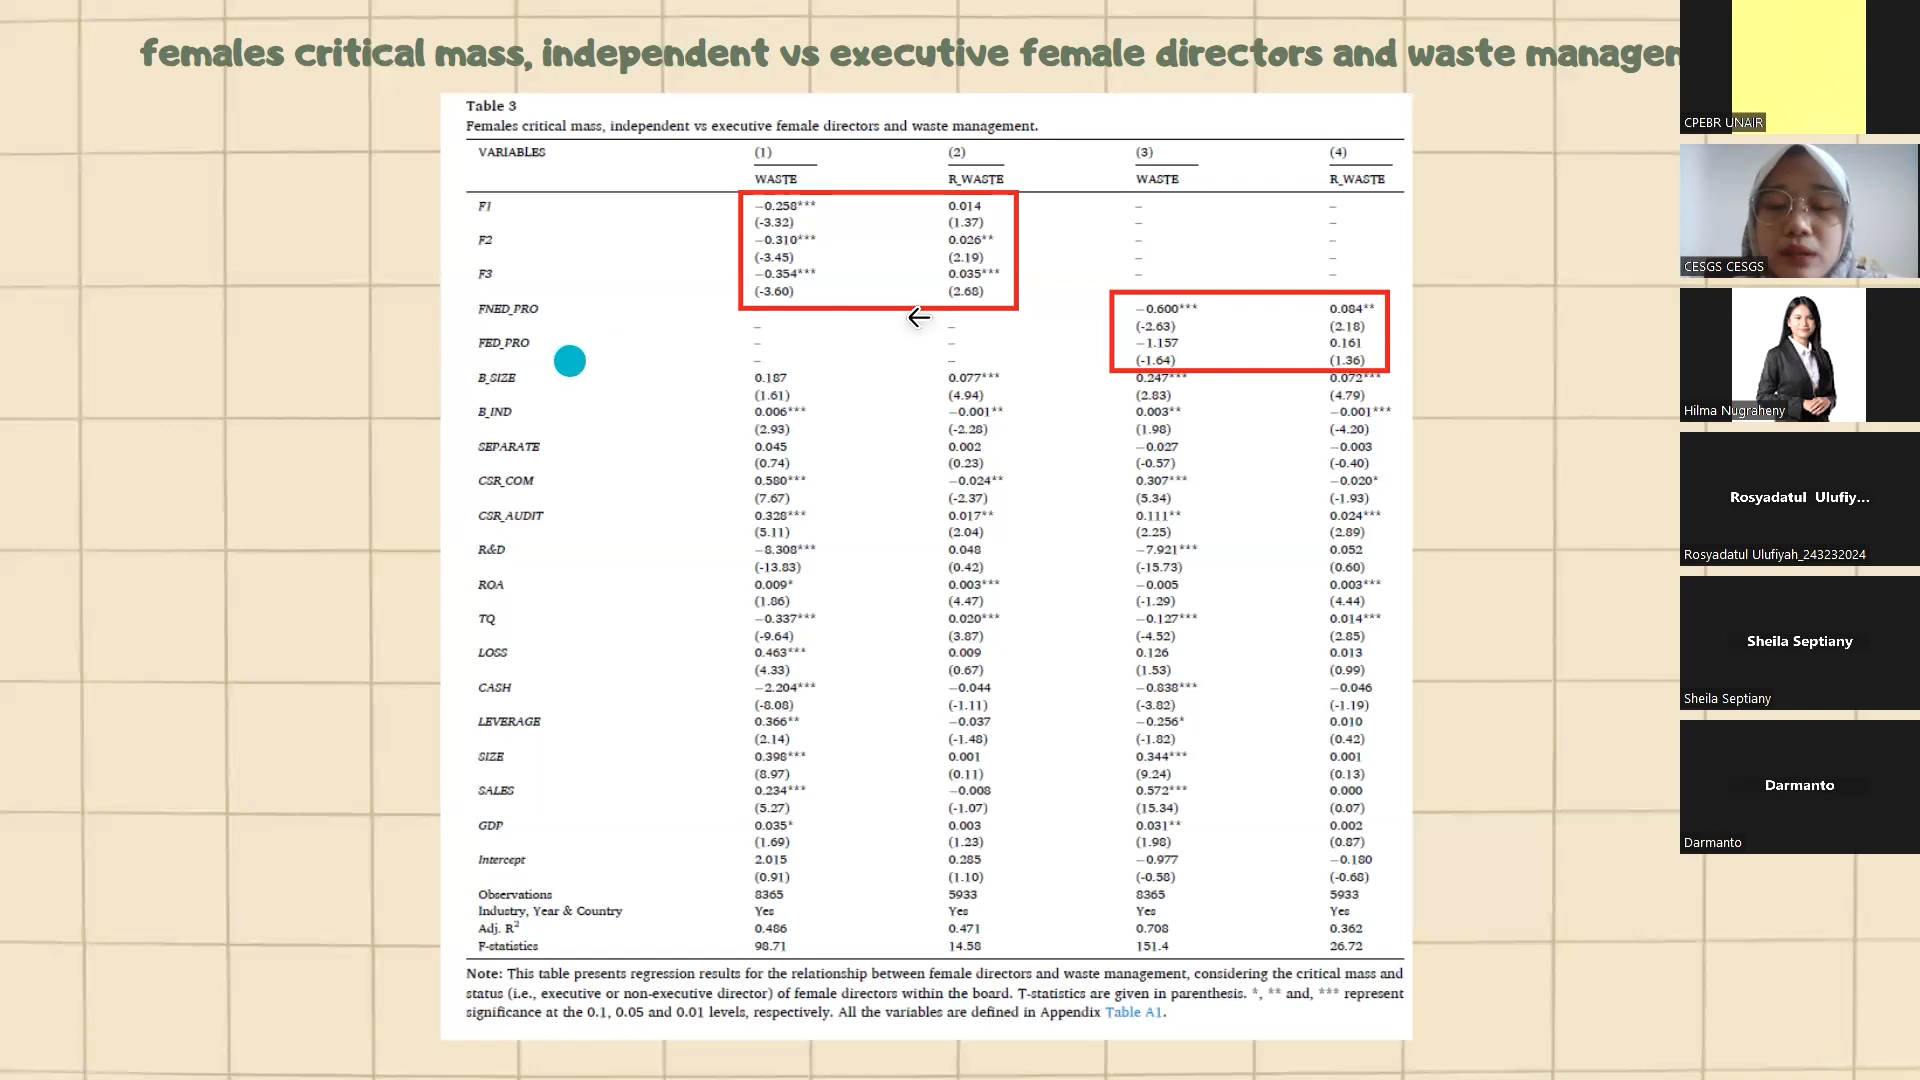 females critical mass, independent vs executive female directors and waste managem
Table 3
Females critical mass, independent vs executive female directors and waste management.
VARIABLES (1) (2) (3) (4)
WASTE R_WASTE WASTE R_WASTE
F1 −0.258*** 0.014 – –
(-3.32) (1.37) – –
F2 −0.310*** 0.026** – –
(-3.45) (2.19) – –
F3 −0.354*** 0.035*** – –
(-3.60) (2.68) – –
FNED_PRO −0.600*** 0.084**
– – (-2.63) (2.18)
FED_PRO – – −1.157 0.161
– – (-1.64) (1.36)
B_SIZE 0.187 0.077*** 0.247*** 0.072***
(1.61) (4.94) (2.83) (4.79)
B_IND 0.006*** −0.001** 0.003** −0.001***
(2.93) (-2.28) (1.98) (-4.20)
SEPARATE 0.045 0.002 −0.027 −0.003
(0.74) (0.23) (-0.57) (-0.40)
CSR_COM 0.580*** −0.024** 0.307*** −0.020*
(7.67) (-2.37) (5.34) (-1.93)
CSR_AUDIT 0.328*** 0.017** 0.111** 0.024***
(5.11) (2.04) (2.25) (2.89)
R&D −8.308*** 0.048 −7.921*** 0.052
(-13.83) (0.42) (-15.73) (0.60)
ROA 0.009* 0.003*** −0.005 0.003***
(1.86) (4.47) (-1.29) (4.44)
TQ −0.337*** 0.020*** −0.127*** 0.014***
(-9.64) (3.87) (-4.52) (2.85)
LOSS 0.463*** 0.009 0.126 0.013
(4.33) (0.67) (1.53) (0.99)
CASH −2.204*** −0.044 −0.838*** −0.046
(-8.08) (-1.11) (-3.82) (-1.19)
LEVERAGE 0.366** −0.037 −0.256* 0.010
(2.14) (-1.48) (-1.82) (0.42)
SIZE 0.398*** 0.001 0.344*** 0.001
(8.97) (0.11) (9.24) (0.13)
SALES 0.234*** −0.008 0.572*** 0.000
(5.27) (-1.07) (15.34) (0.07)
GDP 0.035* 0.003 0.031** 0.002
(1.69) (1.23) (1.98) (0.87)
Intercept 2.015 0.285 −0.977 −0.180
(0.91) (1.10) (-0.58) (-0.68)
Observations 8365 5933 8365 5933
Industry, Year & Country Yes Yes Yes Yes
Adj. R² 0.486 0.471 0.708 0.362
F-statistics 98.71 14.58 151.4 26.72
Note: This table presents regression results for the relationship between female directors and waste management, considering the critical mass and
status (i.e., executive or non-executive director) of female directors within the board. T-statistics are given in parenthesis. *, ** and, *** represent
significance at the 0.1, 0.05 and 0.01 levels, respectively. All the variables are defined in Appendix Table A1.
CPEBR UNAIR
CESGS CESGS
Hilma Nugraheny
Rosyadatul Ulufiy...
Rosyadatul Ulufiyah_243232024
Sheila Septiany
Sheila Septiany
Darmanto
Darmanto